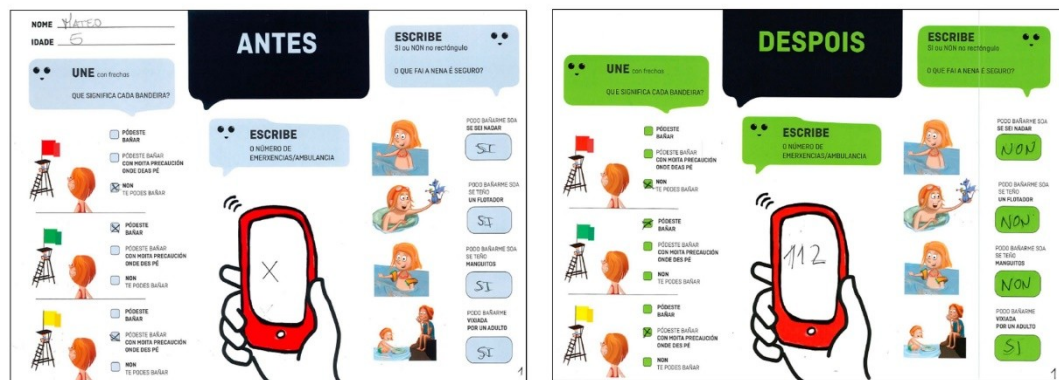 NOME MATEO
IDADE 5
UNE con frechas
QUE SIGNIFICA CADA BANDEIRA?
PÓDESTE
BAÑAR
PÓDESTE BAÑAR
CON MOITA PRECAUCIÓN
ONDE DEAS PÉ
NON
TE PODES BAÑAR
PÓDESTE
BAÑAR
PÓDESTE BAÑAR
CON MOITA PRECAUCIÓN
ONDE DES PÉ
NON
TE PODES BAÑAR
PÓDESTE
BAÑAR
PÓDESTE BAÑAR
CON MOITA PRECAUCIÓN
ONDE DES PÉ
NON
TE PODES BAÑAR
ANTES
ESCRIBE
O NÚMERO DE
EMERXENCIAS/AMBULANCIA
X
ESCRIBE
SI ou NON no rectángulo
O QUE FAI A NENA É SEGURO?
PODO BAÑARME SOA
SE SEI NADAR
SI
PODO BAÑARME SOA
SE TEÑO
UN FLOTADOR
SI
PODO BAÑARME SOA
SE TEÑO
MANGUITOS
SI
PODO BAÑARME
VIXIADA
POR UN ADULTO
SI
1
UNE con frechas
QUE SIGNIFICA CADA BANDEIRA?
PÓDESTE
BAÑAR
PÓDESTE BAÑAR
CON MOITA PRECAUCIÓN
ONDE DEAS PÉ
NON
TE PODES BAÑAR
PÓDESTE
BAÑAR
PÓDESTE BAÑAR
CON MOITA PRECAUCIÓN
ONDE DES PÉ
NON
TE PODES BAÑAR
PÓDESTE
BAÑAR
PÓDESTE BAÑAR
CON MOITA PRECAUCIÓN
ONDE DES PÉ
NON
TE PODES BAÑAR
DESPOIS
ESCRIBE
O NÚMERO DE
EMERXENCIAS/AMBULANCIA
112
ESCRIBE
SI ou NON no rectángulo
O QUE FAI A NENA É SEGURO?
PODO BAÑARME SOA
SE SEI NADAR
NON
PODO BAÑARME SOA
SE TEÑO
UN FLOTADOR
NON
PODO BAÑARME SOA
SE TEÑO
MANGUITOS
NON
PODO BAÑARME
VIXIADA
POR UN ADULTO
SI
1